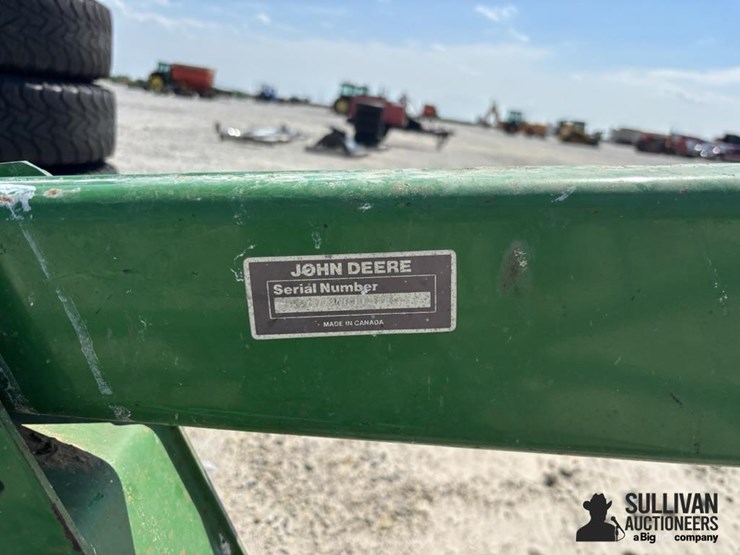 JOHN DEERE
Serial Number
MADE IN CANADA
SULLIVAN
AUCTIONEERS
a Big company